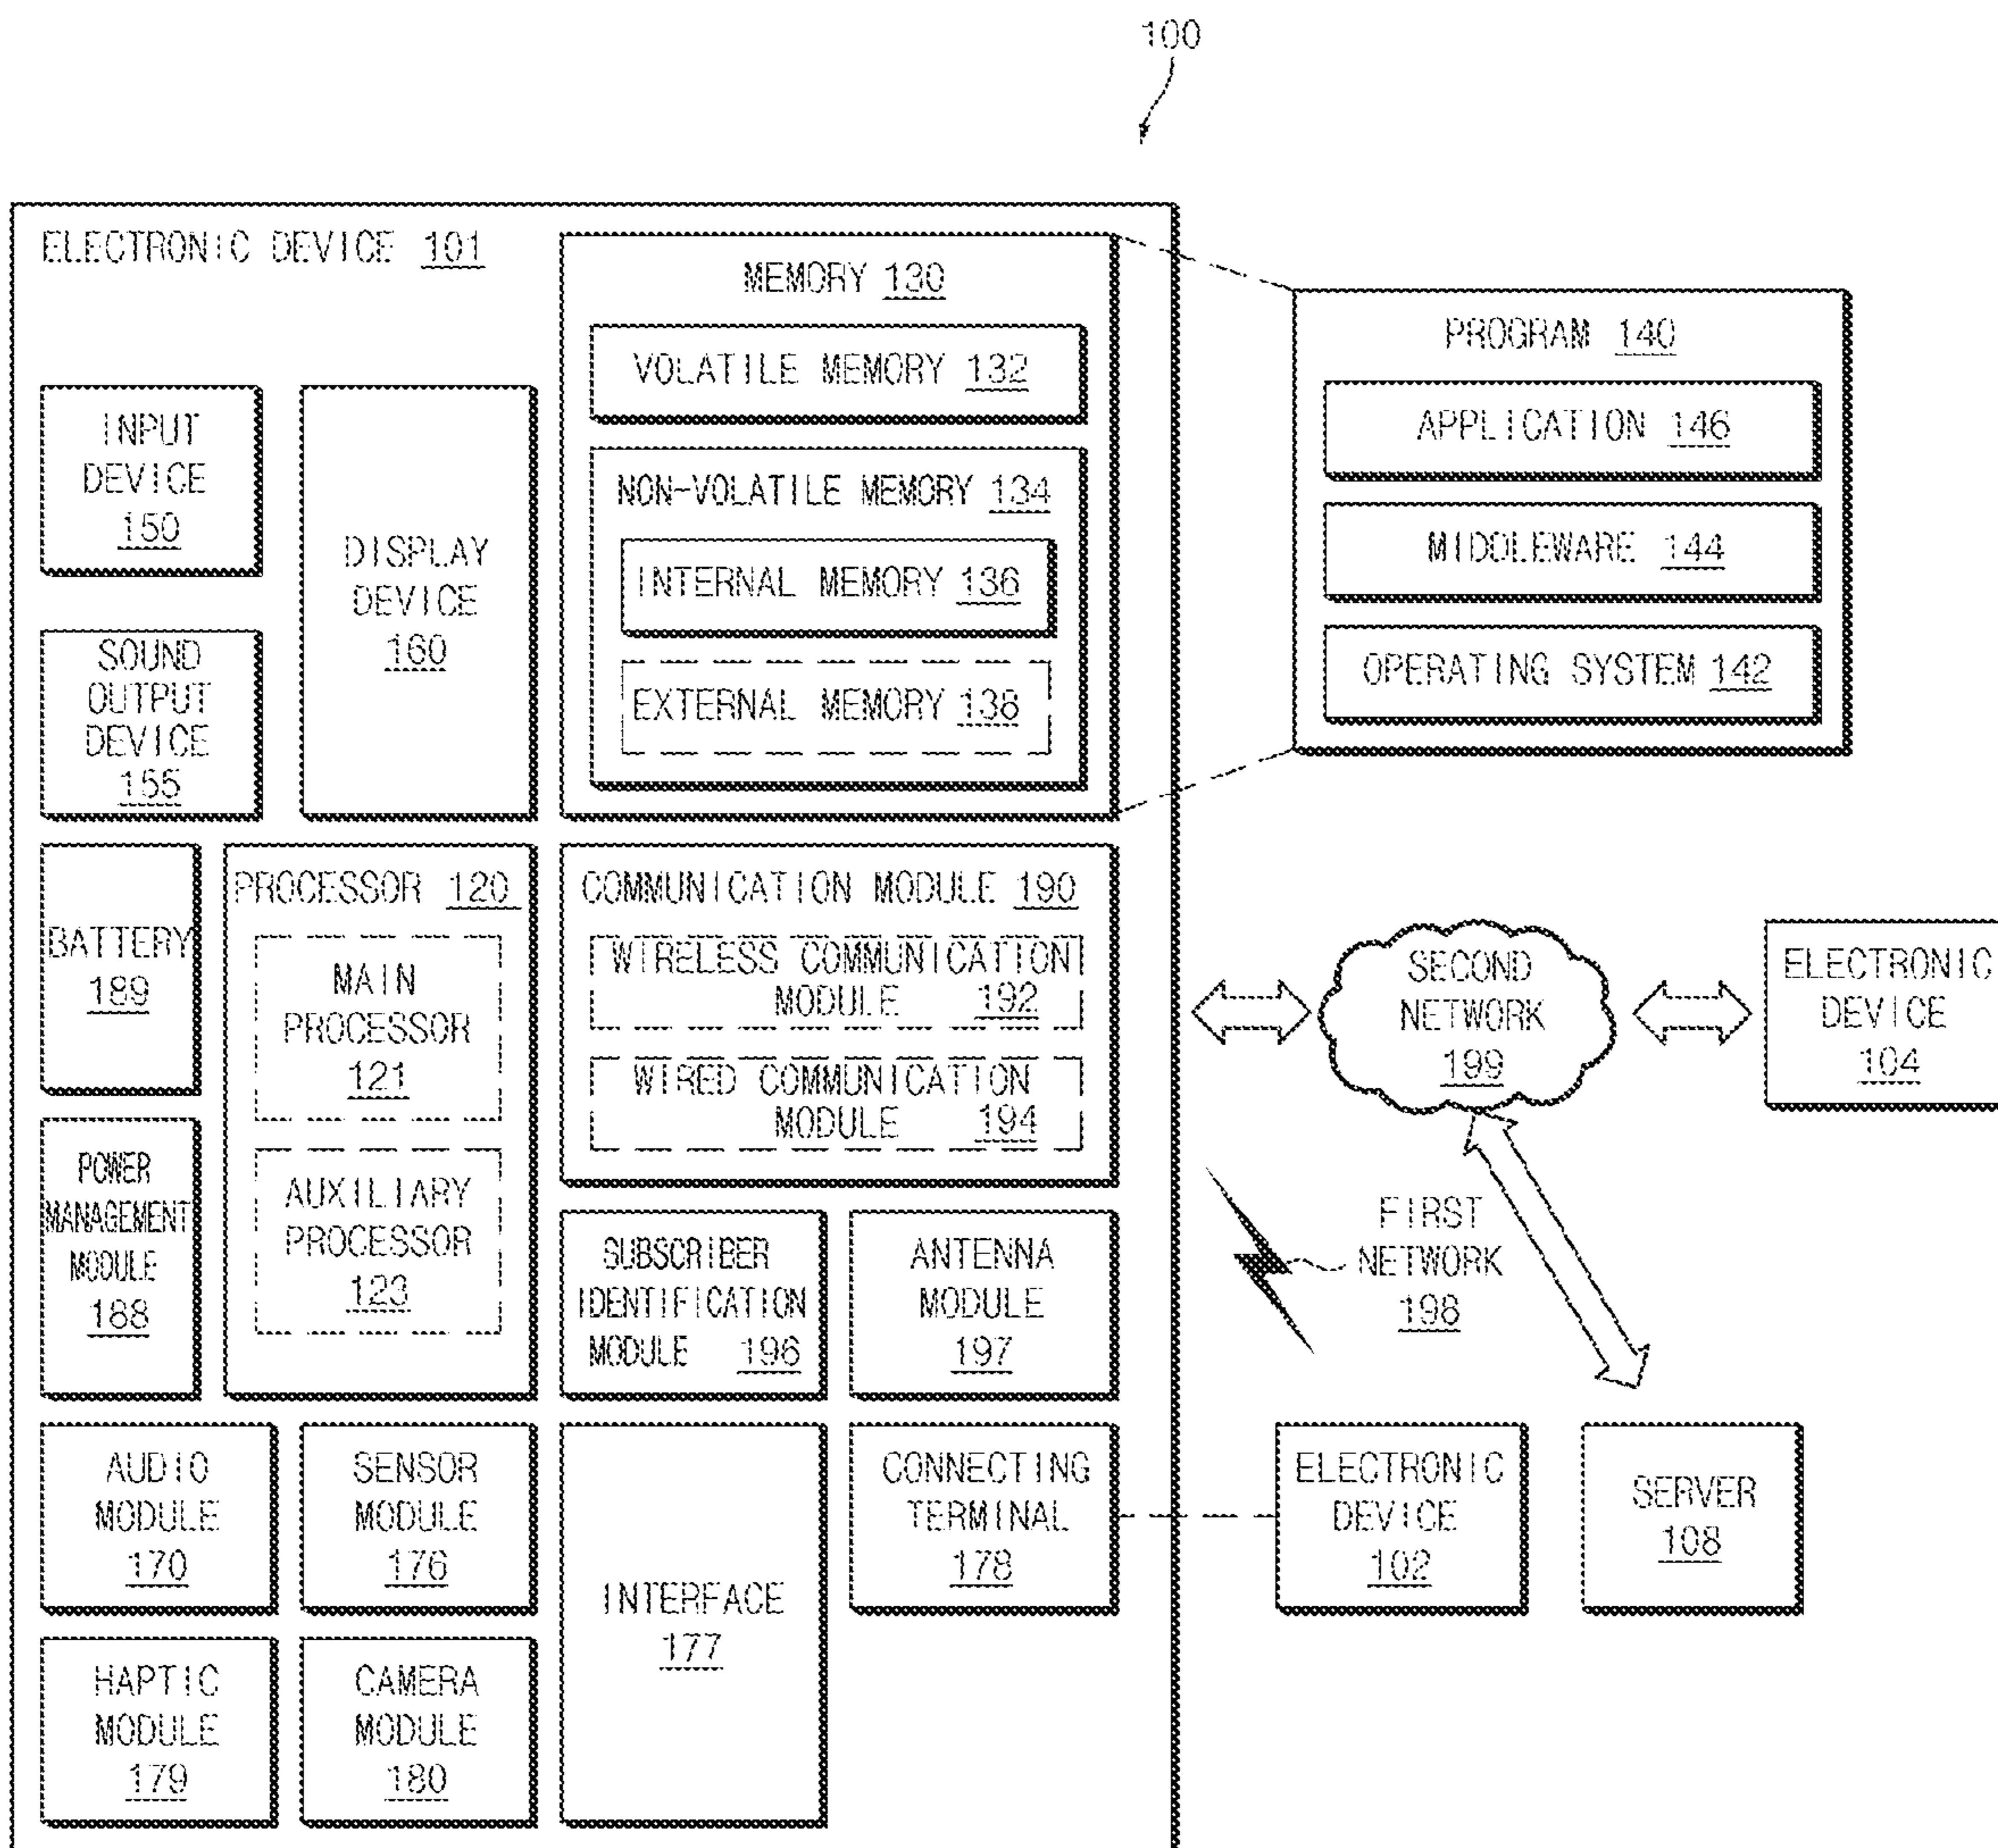 100
ELECTRONIC DEVICE 101
INPUT
DEVICE
150
SOUND
OUTPUT
DEVICE
155
DISPLAY
DEVICE
160
MEMORY 130
VOLATILE MEMORY 132
NON-VOLATILE MEMORY 134
INTERNAL MEMORY 136
EXTERNAL MEMORY 138
PROGRAM 140
APPLICATION 146
MIDDLEWARE 144
OPERATING SYSTEM 142
BATTERY
189
POWER
MANAGEMENT
MODULE
188
PROCESSOR 120
MAIN
PROCESSOR
121
AUXILIARY
PROCESSOR
123
COMMUNICATION MODULE 190
WIRELESS COMMUNICATION
MODULE 192
WIRED COMMUNICATION
MODULE 194
SUBSCRIBER
IDENTIFICATION
MODULE 196
ANTENNA
MODULE
197
SECOND
NETWORK
199
ELECTRONIC
DEVICE
104
FIRST
NETWORK
198
AUDIO
MODULE
170
SENSOR
MODULE
176
INTERFACE
177
CONNECTING
TERMINAL
178
ELECTRONIC
DEVICE
102
SERVER
108
HAPTIC
MODULE
179
CAMERA
MODULE
180